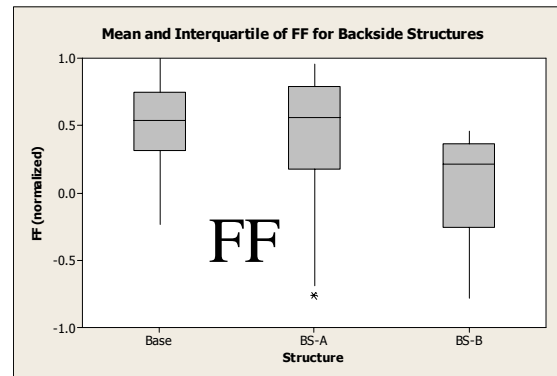 Mean and Interquartile of FF for Backside Structures
1.0
0.5
0.0
-0.5
-1.0
FF (normalized)
FF
Base
BS-A
BS-B
Structure